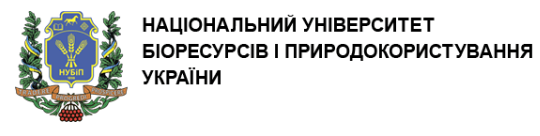 НАЦІОНАЛЬНИЙ УНІВЕРСИТЕТ
БІОРЕСУРСІВ І ПРИРОДОКОРИСТУВАННЯ
УКРАЇНИ
НУБІП